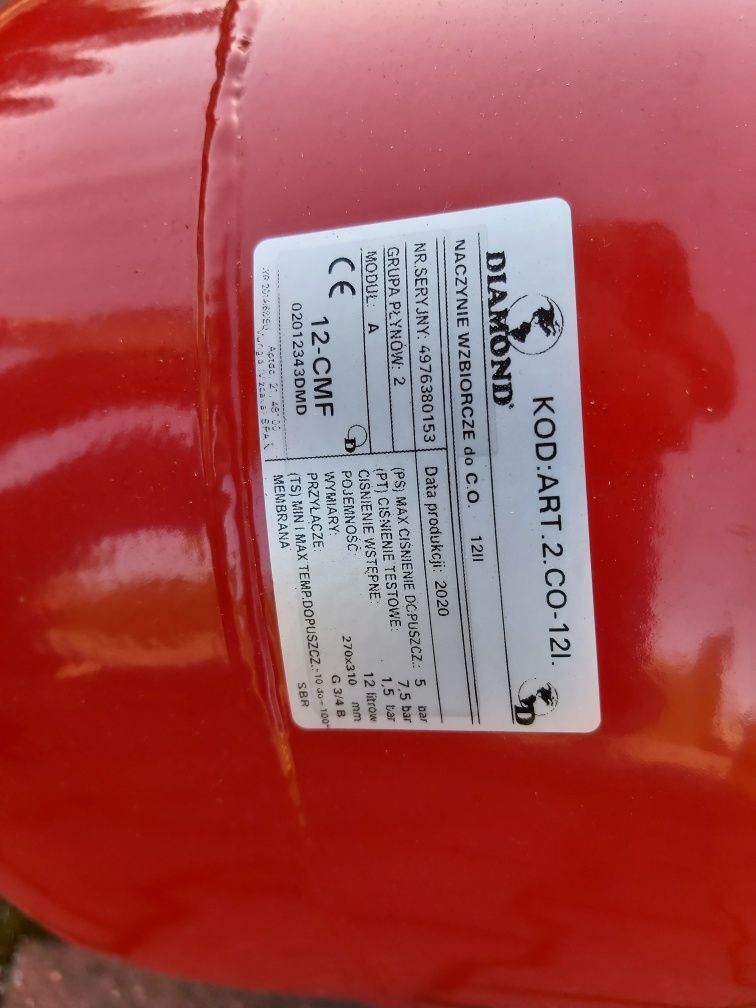 KOD:ART.2.CO-12l.
DIAMOND
D
NACZYNIE WZBIORCZE do C.O. 12ll
NR.SERYJNY: 4976380153 Data produkcji: 2020
GRUPA PŁYNÓW: 2
MODUŁ: A
CE 12-CMF D
02012343DMD
(PS) MAX CIŚNIENIE DOPUSZCZ.: 5 bar
(PT) CIŚNIENIE TESTOWE: 7,5 bar
CIŚNIENIE WSTĘPNE: 1,5 bar
POJEMNOŚĆ: 12 litrów
WYMIARY: 270x310 mm
PRZYŁĄCZE: G 3/4 B
(TS) MIN i MAX TEMP.DOPUSZCZ.: -10 do +100°
MEMBRANA SBR